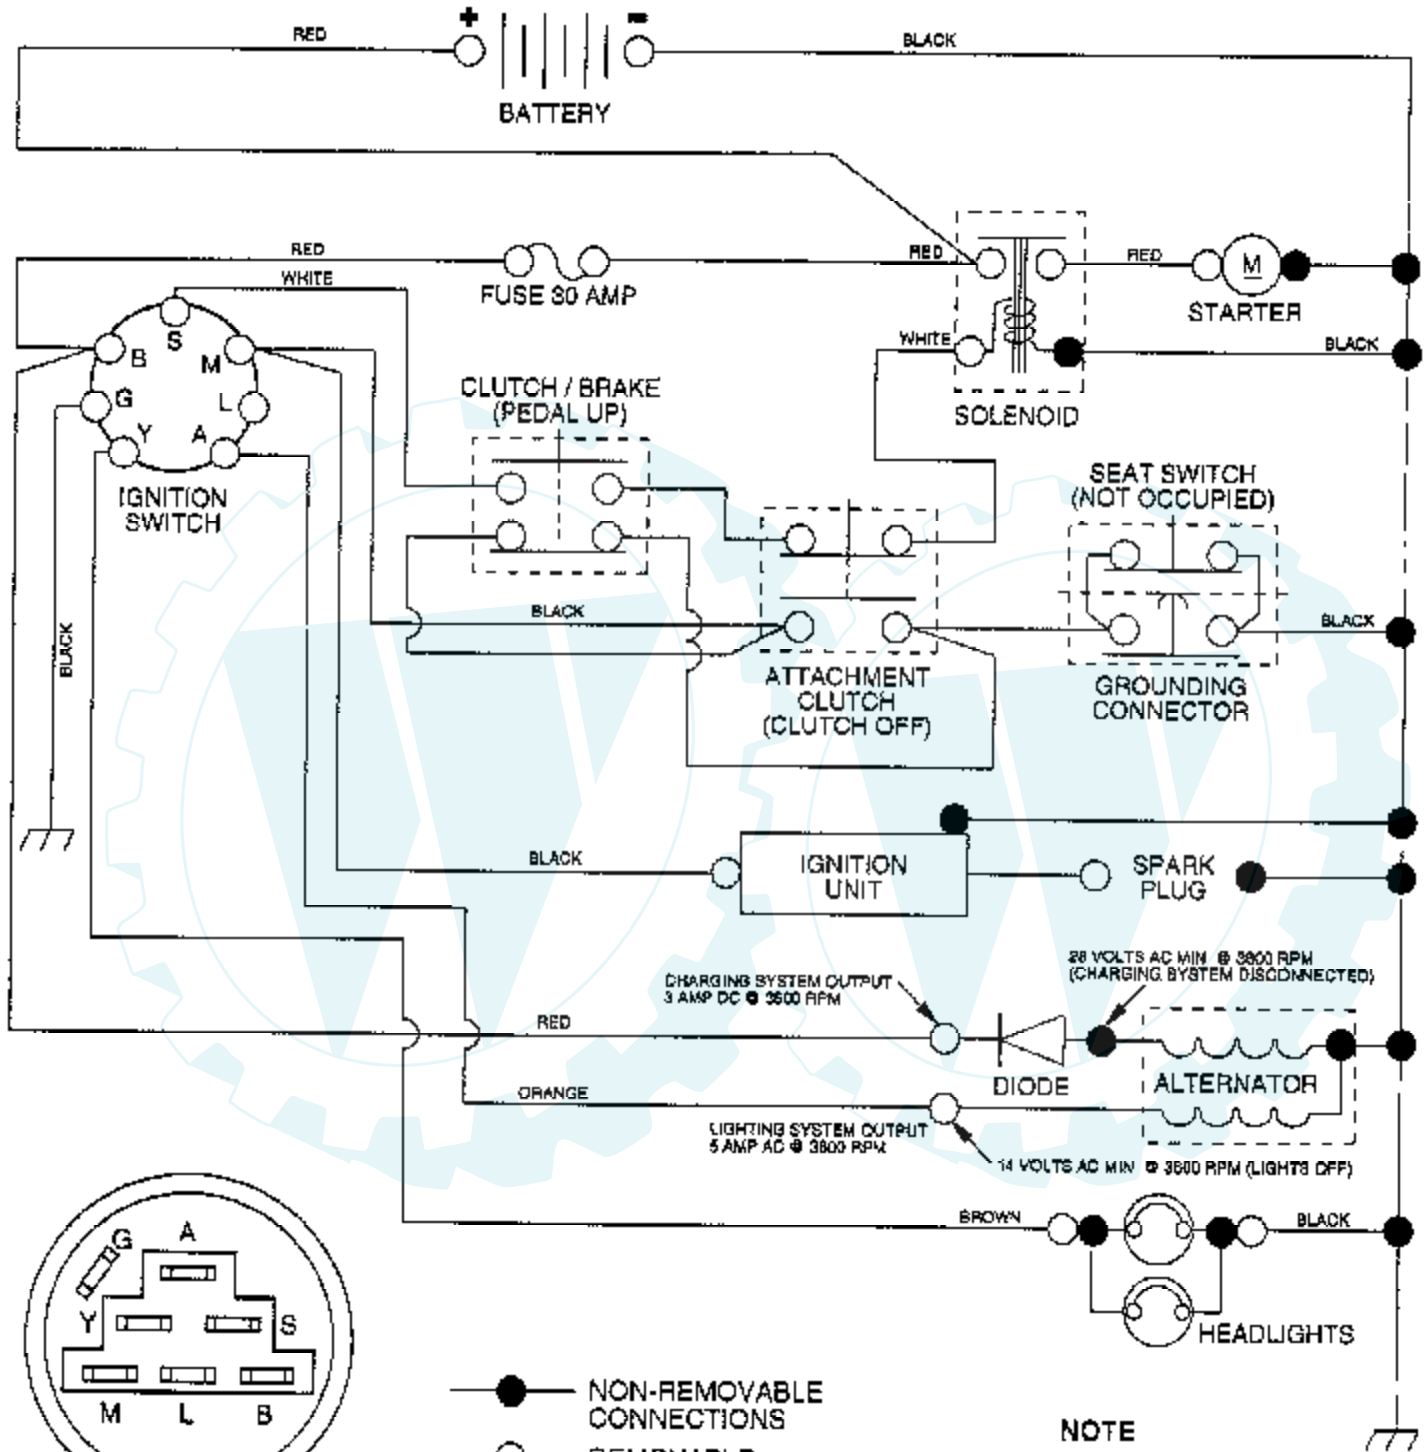 + -
RED
BLACK
BATTERY
RED
WHITE
FUSE 30 AMP
RED
RED
M
STARTER
S
B
M
G
L
Y
A
IGNITION
SWITCH
WHITE
BLACK
SOLENOID
CLUTCH / BRAKE
(PEDAL UP)
SEAT SWITCH
(NOT OCCUPIED)
BLACK
BLACK
BLACK
ATTACHMENT
CLUTCH
(CLUTCH OFF)
GROUNDING
CONNECTOR
BLACK
IGNITION
UNIT
SPARK
PLUG
CHARGING SYSTEM OUTPUT
3 AMP DC @ 3600 RPM
28 VOLTS AC MIN @ 3600 RPM
(CHARGING SYSTEM DISCONNECTED)
RED
DIODE
ALTERNATOR
ORANGE
LIGHTING SYSTEM OUTPUT
5 AMP AC @ 3600 RPM
14 VOLTS AC MIN @ 3600 RPM (LIGHTS OFF)
BROWN
BLACK
HEADLIGHTS
G
A
Y
S
M
L
B
NON-REMOVABLE
CONNECTIONS
NOTE